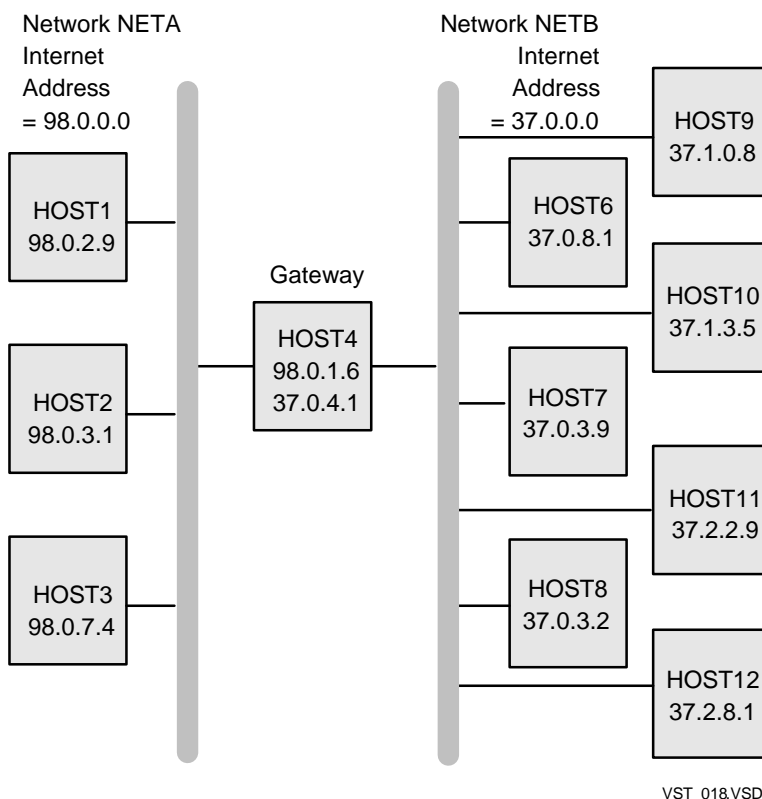 Network NETA
Internet
Address
= 98.0.0.0
Network NETB
Internet
Address
= 37.0.0.0
HOST9
37.1.0.8
HOST1
98.0.2.9
HOST6
37.0.8.1
Gateway
HOST10
37.1.3.5
HOST4
98.0.1.6
37.0.4.1
HOST2
98.0.3.1
HOST7
37.0.3.9
HOST11
37.2.2.9
HOST3
98.0.7.4
HOST8
37.0.3.2
HOST12
37.2.8.1
VST_018.VSD